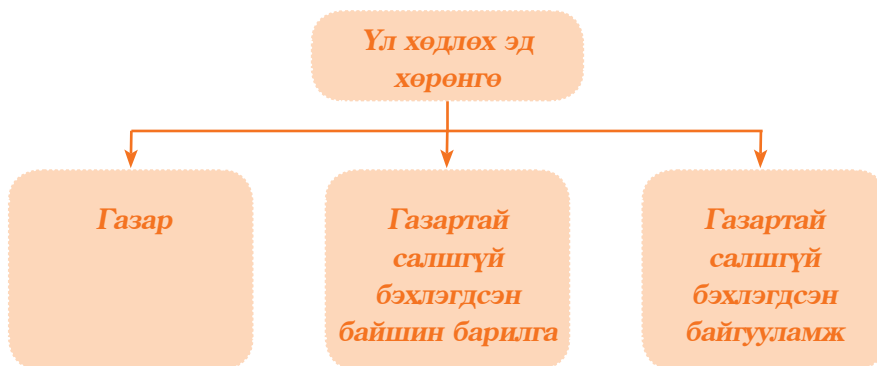 Үл хөдлөх эд
хөрөнгө
Газар
Газартай
салшгүй
бэхлэгдсэн
байшин барилга
Газартай
салшгүй
бэхлэгдсэн
байгууламж